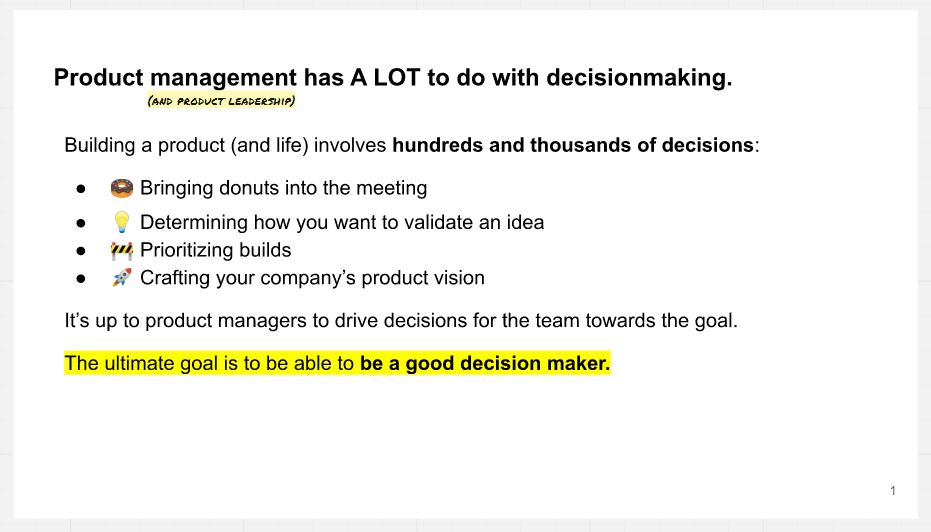 Product management has A LOT to do with decisionmaking.
(AND PRODUCT LEADERSHIP)
Building a product (and life) involves hundreds and thousands of decisions:
● 🍩 Bringing donuts into the meeting
● 💡 Determining how you want to validate an idea
● 🚧 Prioritizing builds
● 🚀 Crafting your company’s product vision
It’s up to product managers to drive decisions for the team towards the goal.
The ultimate goal is to be able to be a good decision maker.
1